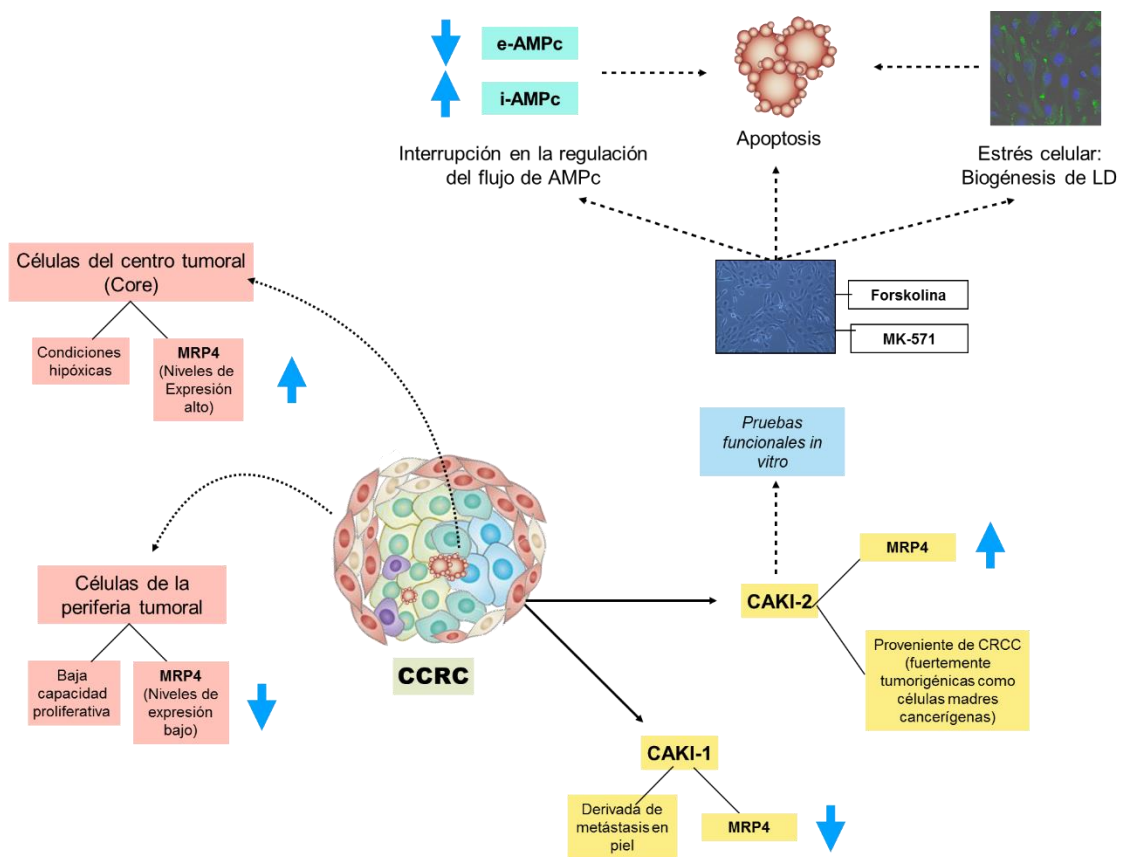 e-AMPc
i-AMPc
Interrupción en la regulación
del flujo de AMPc
Apoptosis
Estrés celular:
Biogénesis de LD
Forskolina
MK-571
Células del centro tumoral
(Core)
Condiciones
hipóxicas
MRP4
(Niveles de
Expresión
alto)
Pruebas
funcionales in
vitro
Células de la
periferia tumoral
Baja
capacidad
proliferativa
MRP4
(Niveles de
expresión
bajo)
CCRC
CAKI-2
MRP4
Proveniente de CRCC
(fuertemente
tumorigénicas como
células madres
cancerígenas)
CAKI-1
Derivada de
metástasis en
piel
MRP4